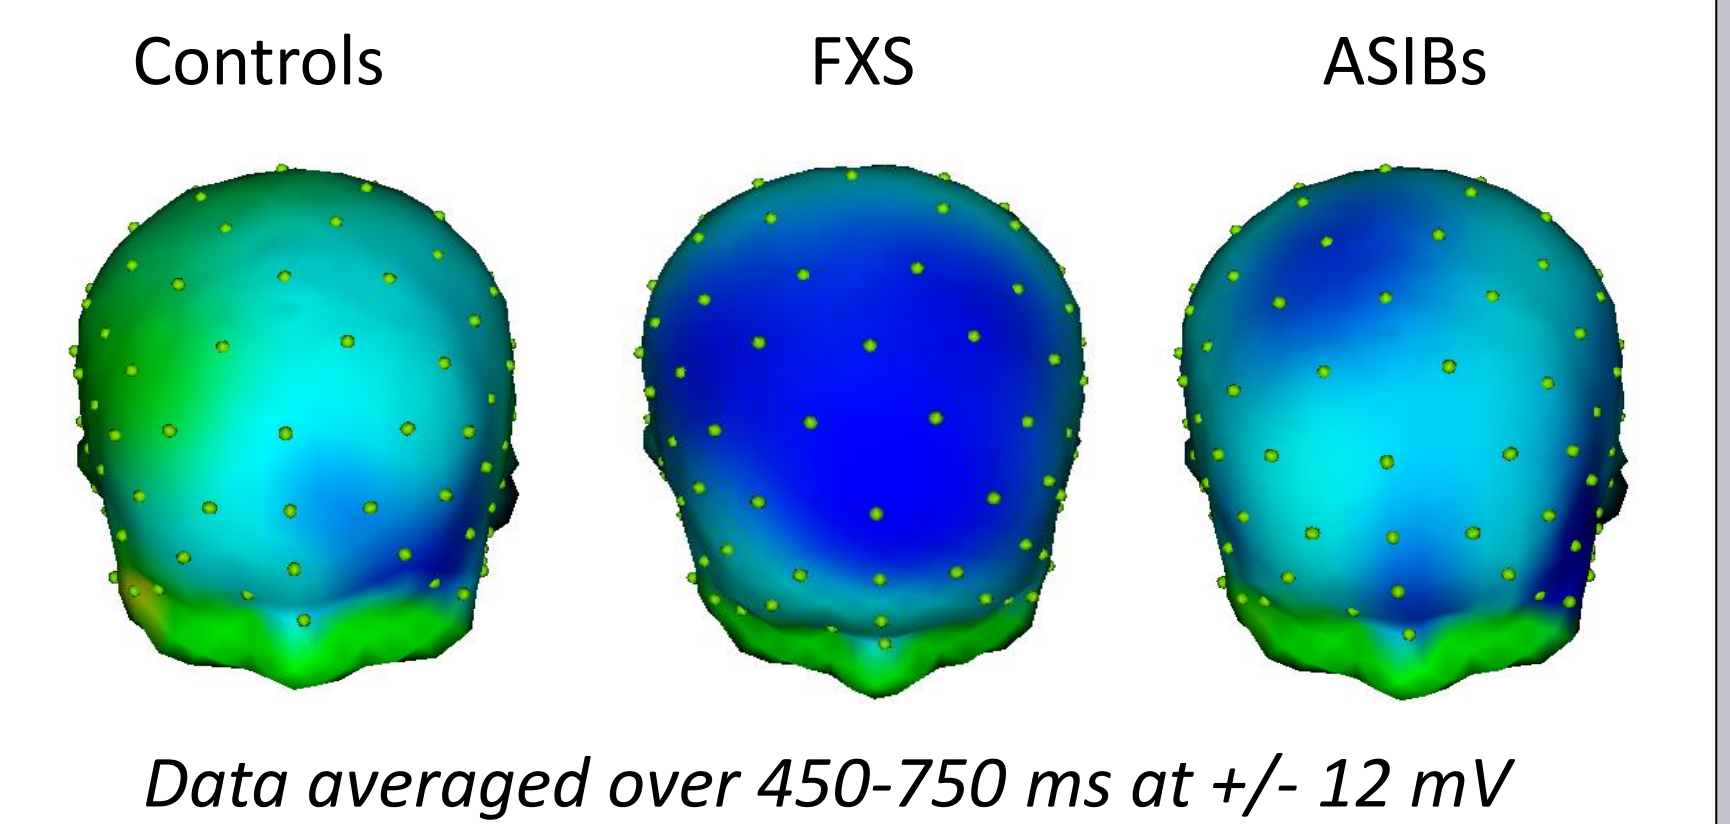 Controls FXS ASIBs
Data averaged over 450-750 ms at +/- 12 mV